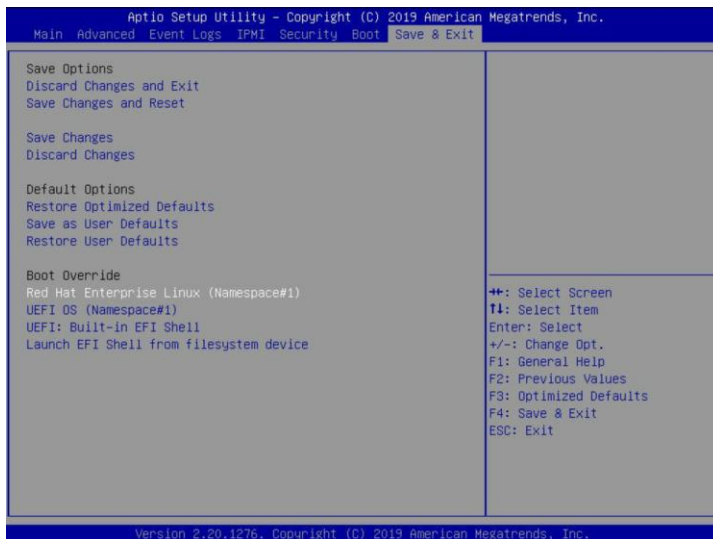 Aptio Setup Utility – Copyright (C) 2019 American Megatrends, Inc.
Main Advanced Event Logs IPMI Security Boot Save & Exit
Save Options
Discard Changes and Exit
Save Changes and Reset
Save Changes
Discard Changes
Default Options
Restore Optimized Defaults
Save as User Defaults
Restore User Defaults
Boot Override
Red Hat Enterprise Linux (Namespace#1)
UEFI OS (Namespace#1)
UEFI: Built-in EFI Shell
Launch EFI Shell from filesystem device
→←: Select Screen
↑↓: Select Item
Enter: Select
+/-: Change Opt.
F1: General Help
F2: Previous Values
F3: Optimized Defaults
F4: Save & Exit
ESC: Exit
Version 2.20.1276. Copyright (C) 2019 American Megatrends, Inc.